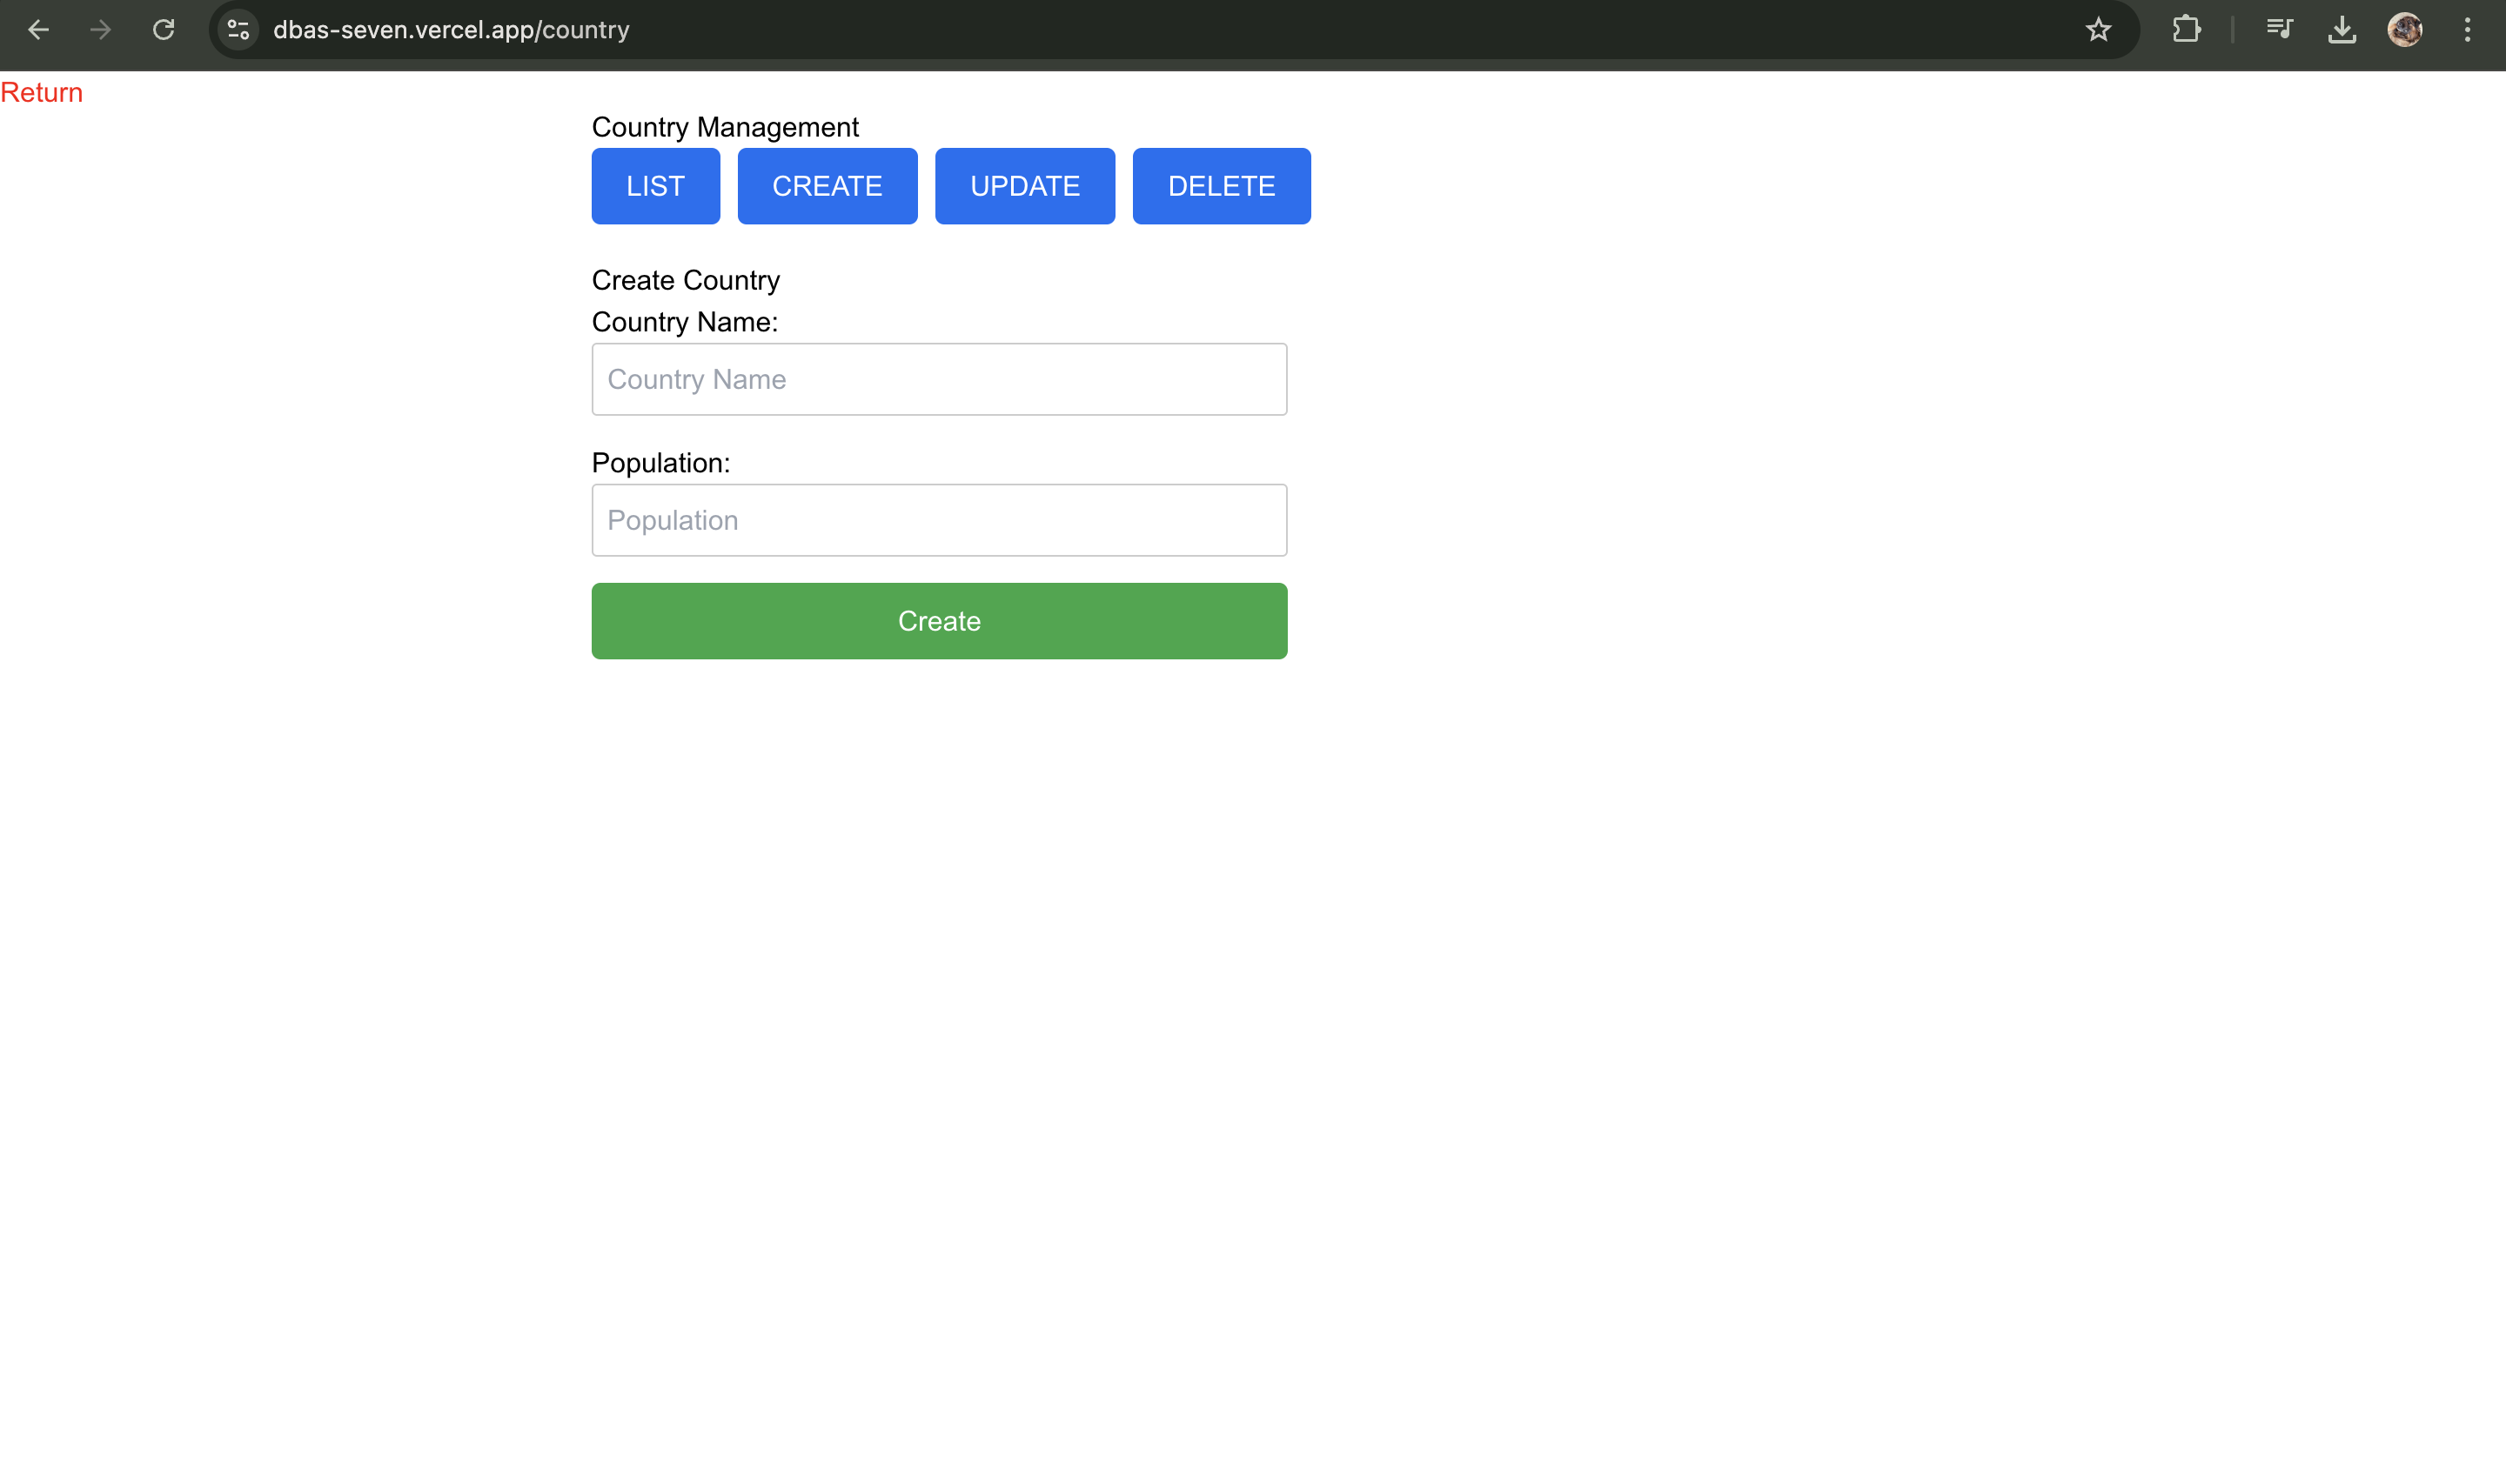 dbas-seven.vercel.app/country
Return
Country Management
LIST CREATE UPDATE DELETE
Create Country
Country Name:
Country Name
Population:
Population
Create